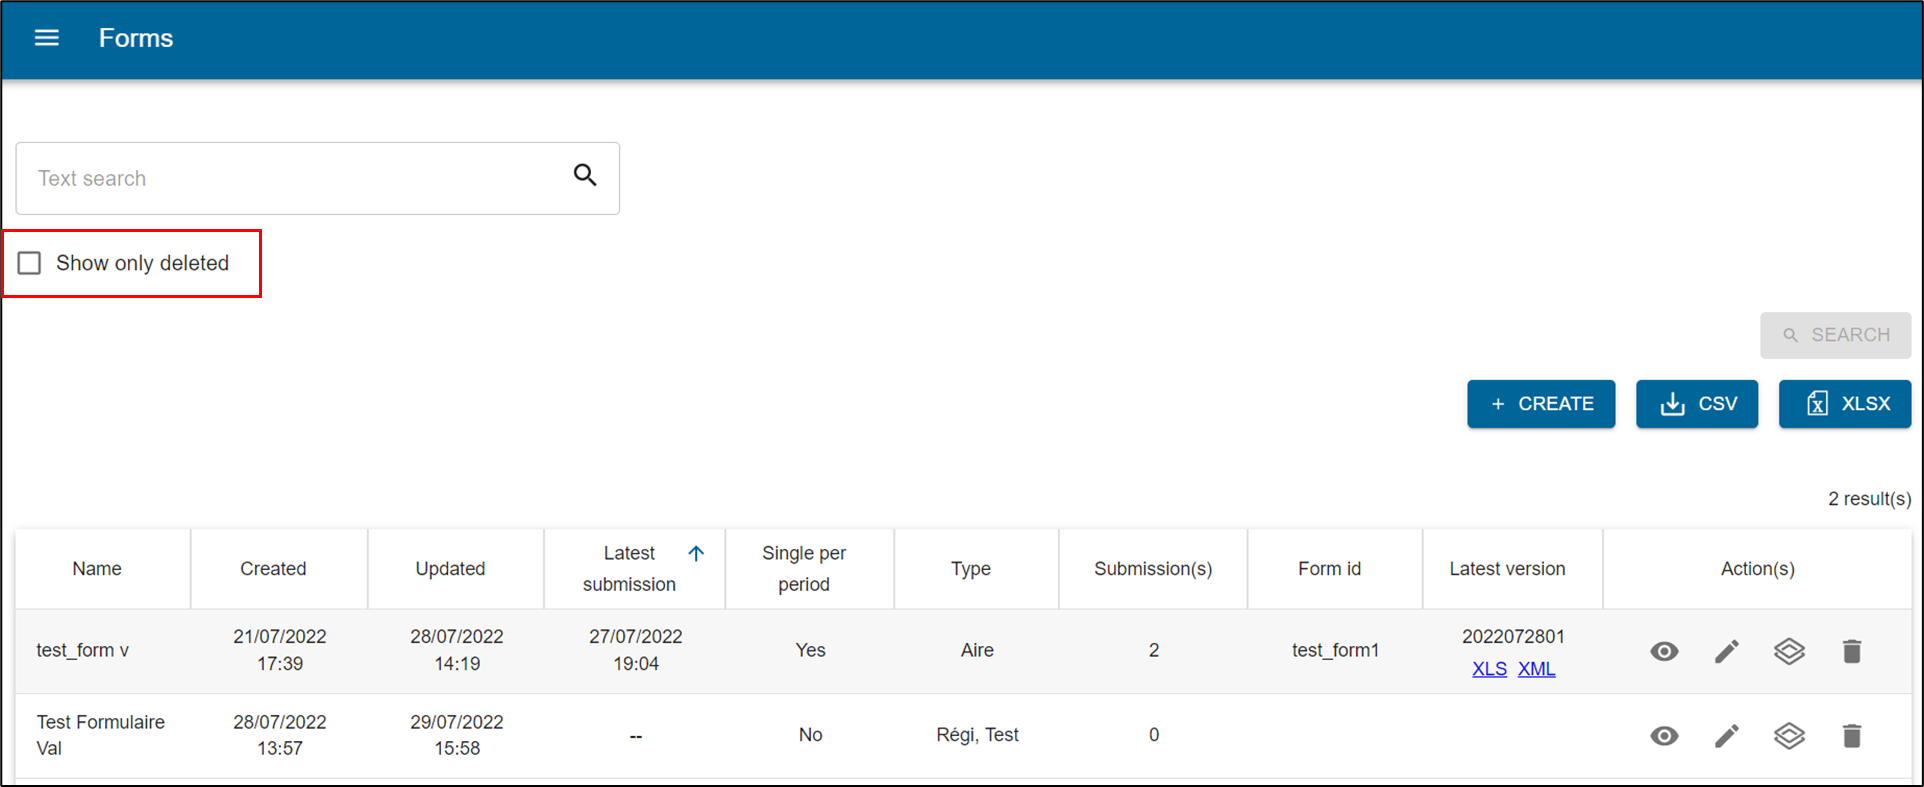 Forms
Text search
Show only deleted
SEARCH
+ CREATE
CSV
XLSX
2 result(s)
Name Created Updated Latest submission Single per period Type Submission(s) Form id Latest version Action(s)
test_form v 21/07/2022 17:39 28/07/2022 14:19 27/07/2022 19:04 Yes Aire 2 test_form1 2022072801 XLS XML
Test Formulaire Val 28/07/2022 13:57 29/07/2022 15:58 -- No Régi, Test 0